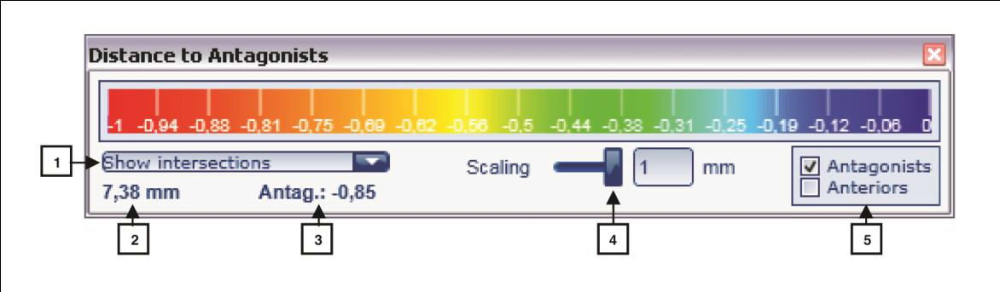 Distance to Antagonists
-1 -0,94 -0,88 -0,81 -0,75 -0,69 -0,62 -0,56 -0,5 -0,44 -0,38 -0,31 -0,25 -0,19 -0,12 -0,06 0
1 Show intersections Scaling 1 mm Antagonists
7,38 mm Antag.: -0,85 Anteriors
2 3 4 5